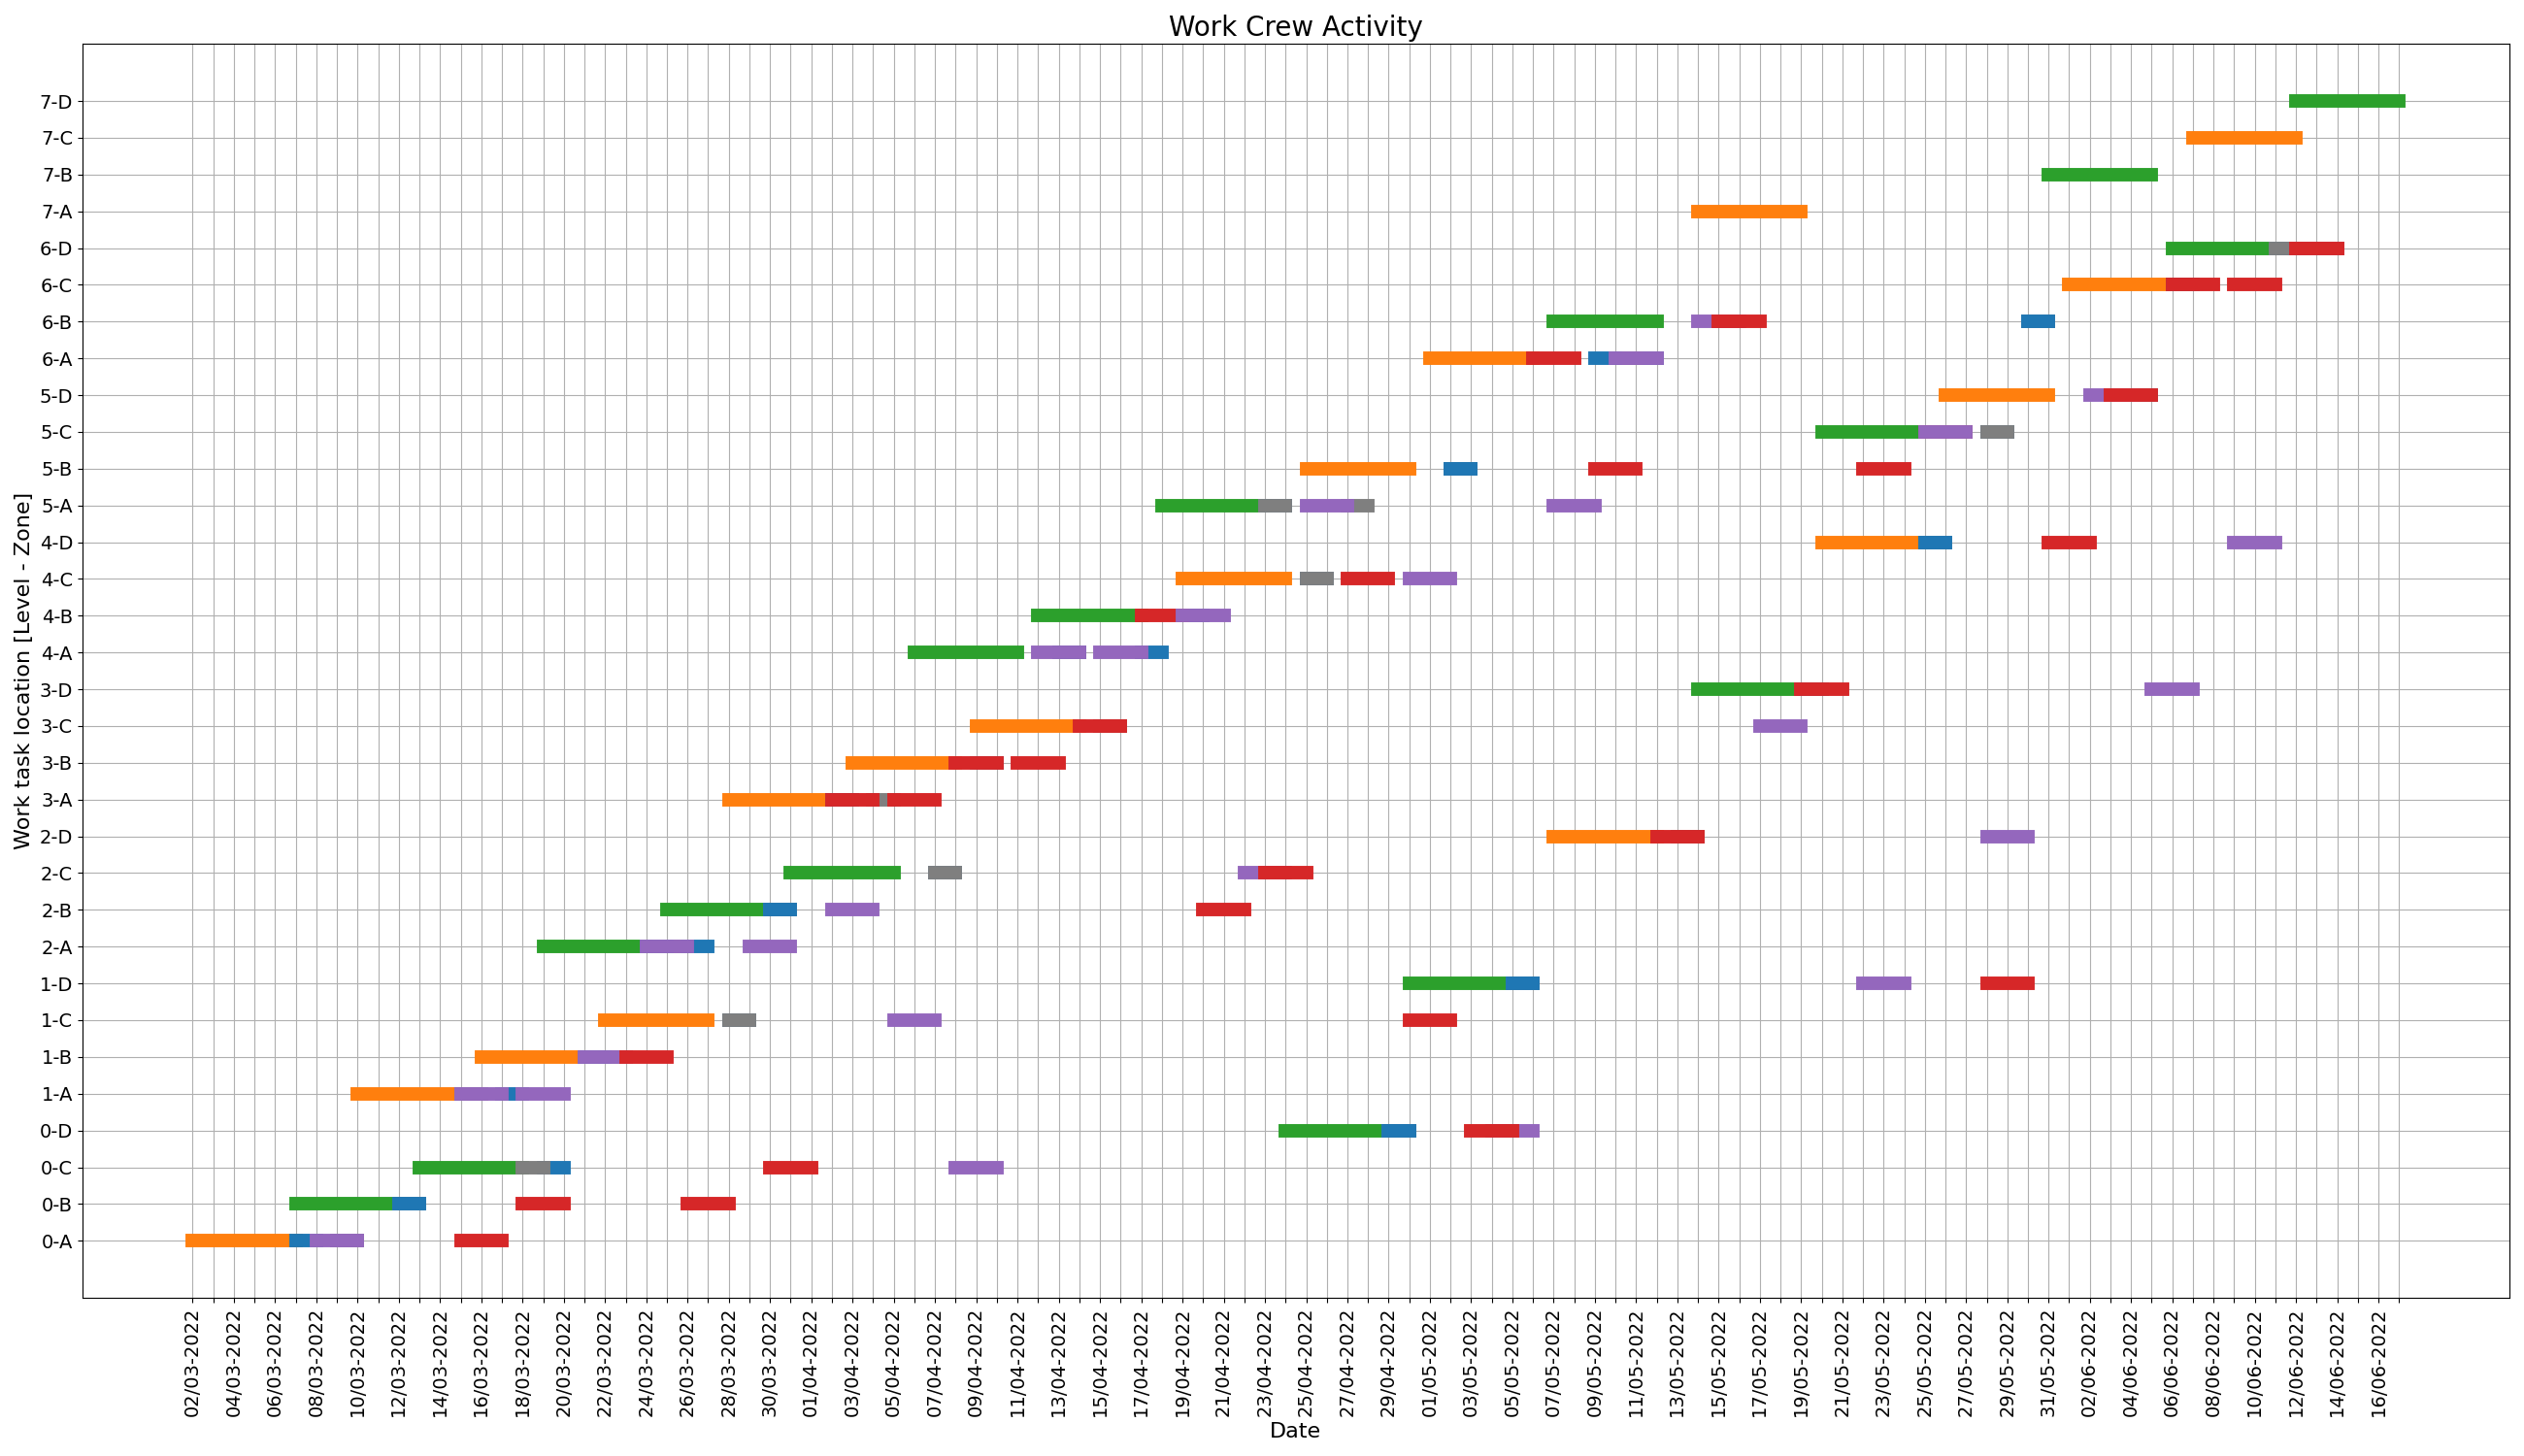 Work Crew Activity
Work task location [Level - Zone]
7-D
7-C
7-B
7-A
6-D
6-C
6-B
6-A
5-D
5-C
5-B
5-A
4-D
4-C
4-B
4-A
3-D
3-C
3-B
3-A
2-D
2-C
2-B
2-A
1-D
1-C
1-B
1-A
0-D
0-C
0-B
0-A
02/03-2022
04/03-2022
06/03-2022
08/03-2022
10/03-2022
12/03-2022
14/03-2022
16/03-2022
18/03-2022
20/03-2022
22/03-2022
24/03-2022
26/03-2022
28/03-2022
30/03-2022
01/04-2022
03/04-2022
05/04-2022
07/04-2022
09/04-2022
11/04-2022
13/04-2022
15/04-2022
17/04-2022
19/04-2022
21/04-2022
23/04-2022
25/04-2022
27/04-2022
29/04-2022
01/05-2022
03/05-2022
05/05-2022
07/05-2022
09/05-2022
11/05-2022
13/05-2022
15/05-2022
17/05-2022
19/05-2022
21/05-2022
23/05-2022
25/05-2022
27/05-2022
29/05-2022
31/05-2022
02/06-2022
04/06-2022
06/06-2022
08/06-2022
10/06-2022
12/06-2022
14/06-2022
16/06-2022
Date